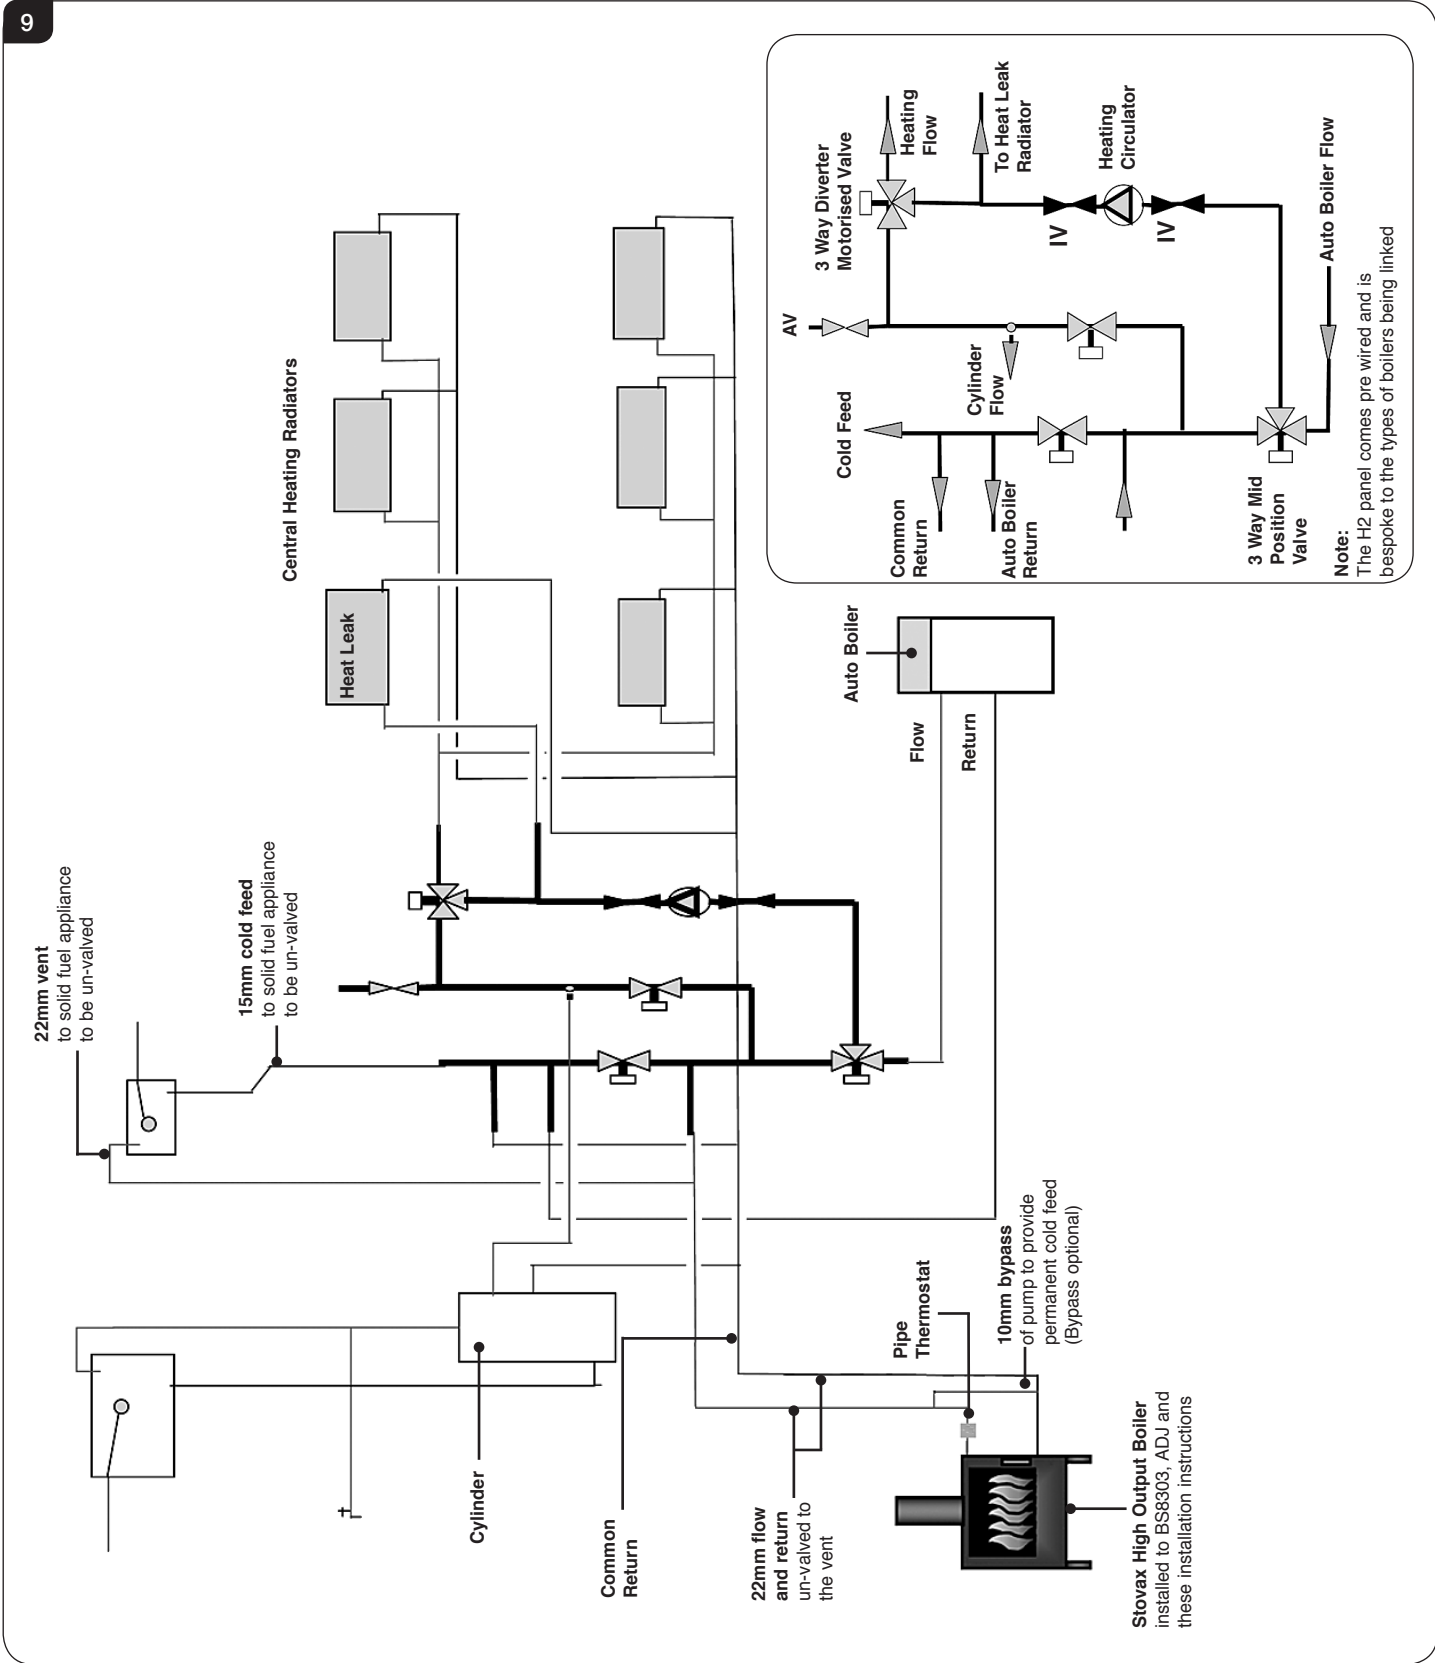 9
22mm vent
to solid fuel appliance
to be un-valved
15mm cold feed
to solid fuel appliance
to be un-valved
Central Heating Radiators
Heat Leak
Cylinder
Common
Return
22mm flow
and return
un-valved to
the vent
Pipe
Thermostat
10mm bypass
of pump to provide
permanent cold feed
(Bypass optional)
Stovax High Output Boiler
installed to BS8303, ADJ and
these installation instructions
Auto Boiler
Flow
Return
AV
3 Way Diverter
Motorised Valve
Heating
Flow
To Heat Leak
Radiator
Cold Feed
Cylinder
Flow
IV
Heating
Circulator
IV
Common
Return
Auto Boiler
Return
3 Way Mid
Position
Valve
Auto Boiler Flow
Note:
The H2 panel comes pre wired and is
bespoke to the types of boilers being linked